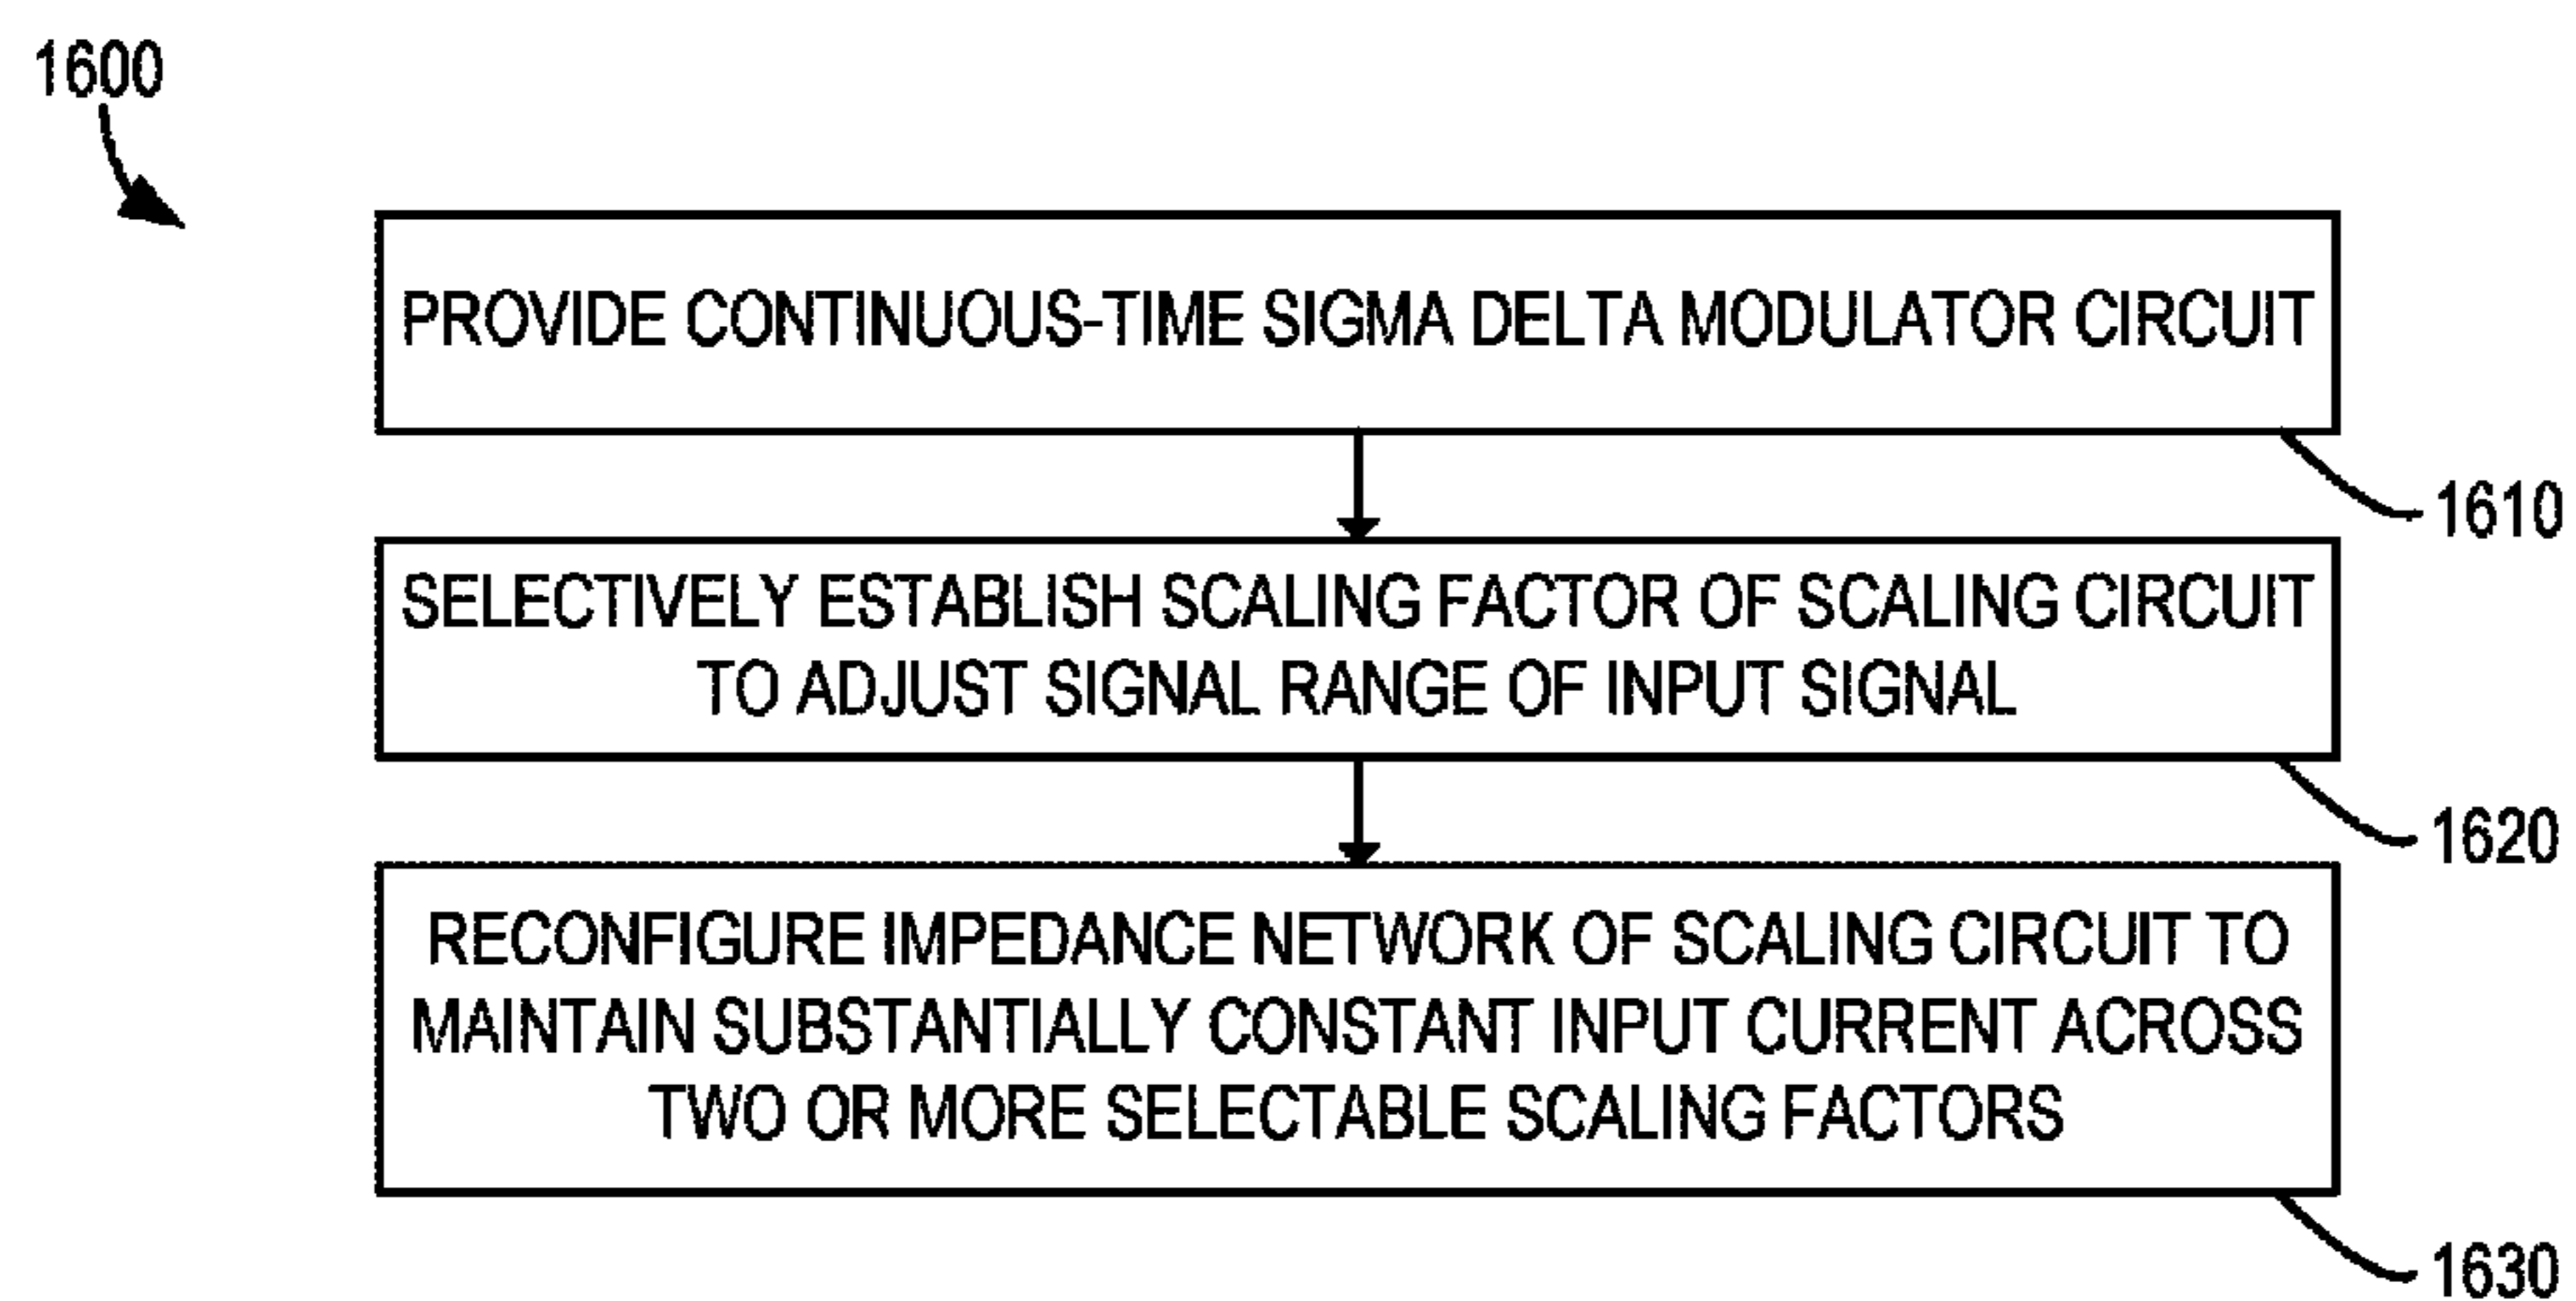 1600
PROVIDE CONTINUOUS-TIME SIGMA DELTA MODULATOR CIRCUIT
1610
SELECTIVELY ESTABLISH SCALING FACTOR OF SCALING CIRCUIT
TO ADJUST SIGNAL RANGE OF INPUT SIGNAL
1620
RECONFIGURE IMPEDANCE NETWORK OF SCALING CIRCUIT TO
MAINTAIN SUBSTANTIALLY CONSTANT INPUT CURRENT ACROSS
TWO OR MORE SELECTABLE SCALING FACTORS
1630